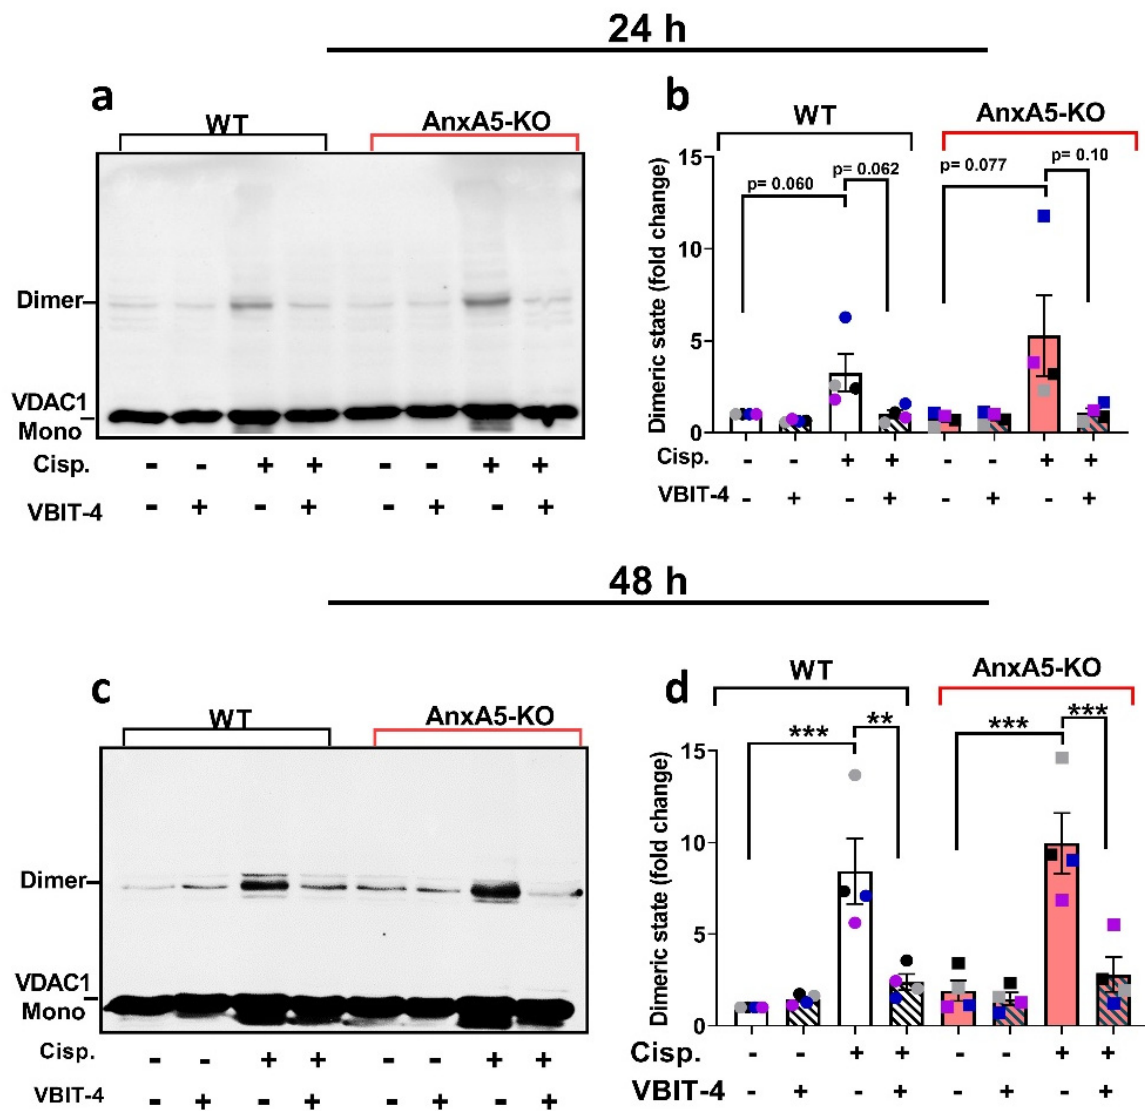 24 h
a
WT AnxA5-KO
Dimer
VDAC1
Mono
Cisp. - - + + - - + +
VBIT-4 - + - + - + - +
b
WT AnxA5-KO
Dimeric state (fold change)
15
10
5
0
p= 0.060 p= 0.062 p= 0.077 p= 0.10
Cisp. - - + + - - + +
VBIT-4 - + - + - + - +
48 h
c
WT AnxA5-KO
Dimer
VDAC1
Mono
Cisp. - - + + - - + +
VBIT-4 - + - + - + - +
d
WT AnxA5-KO
Dimeric state (fold change)
15
10
5
0
*** ** *** ***
Cisp. - - + + - - + +
VBIT-4 - + - + - + - +